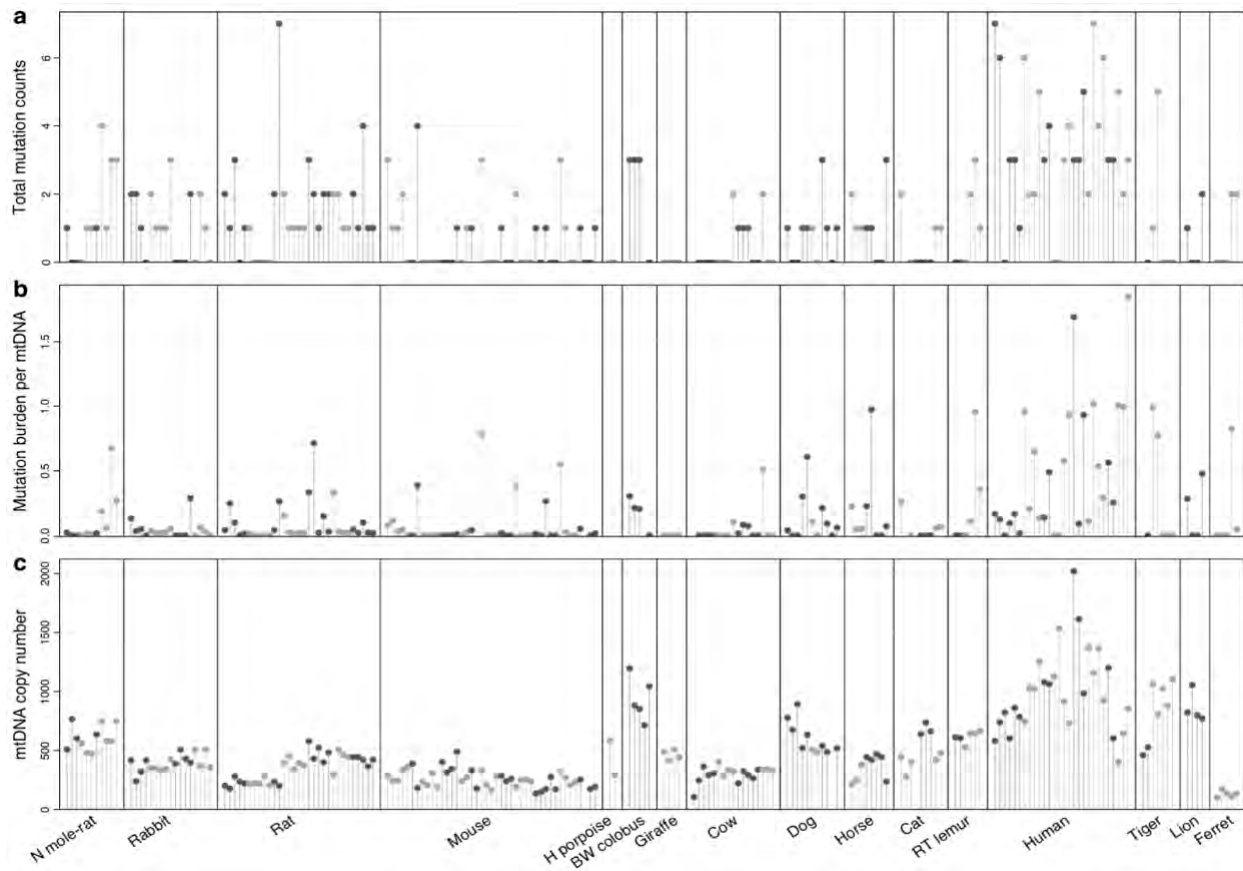 a
Total mutation counts
6
4
2
0
b
Mutation burden per mtDNA
1.5
1.0
0.5
0.0
c
mtDNA copy number
2000
1500
1000
500
0
N mole-rat
Rabbit
Rat
Mouse
H porpoise
BW colobus
Giraffe
Cow
Dog
Horse
Cat
RT lemur
Human
Tiger
Lion
Ferret